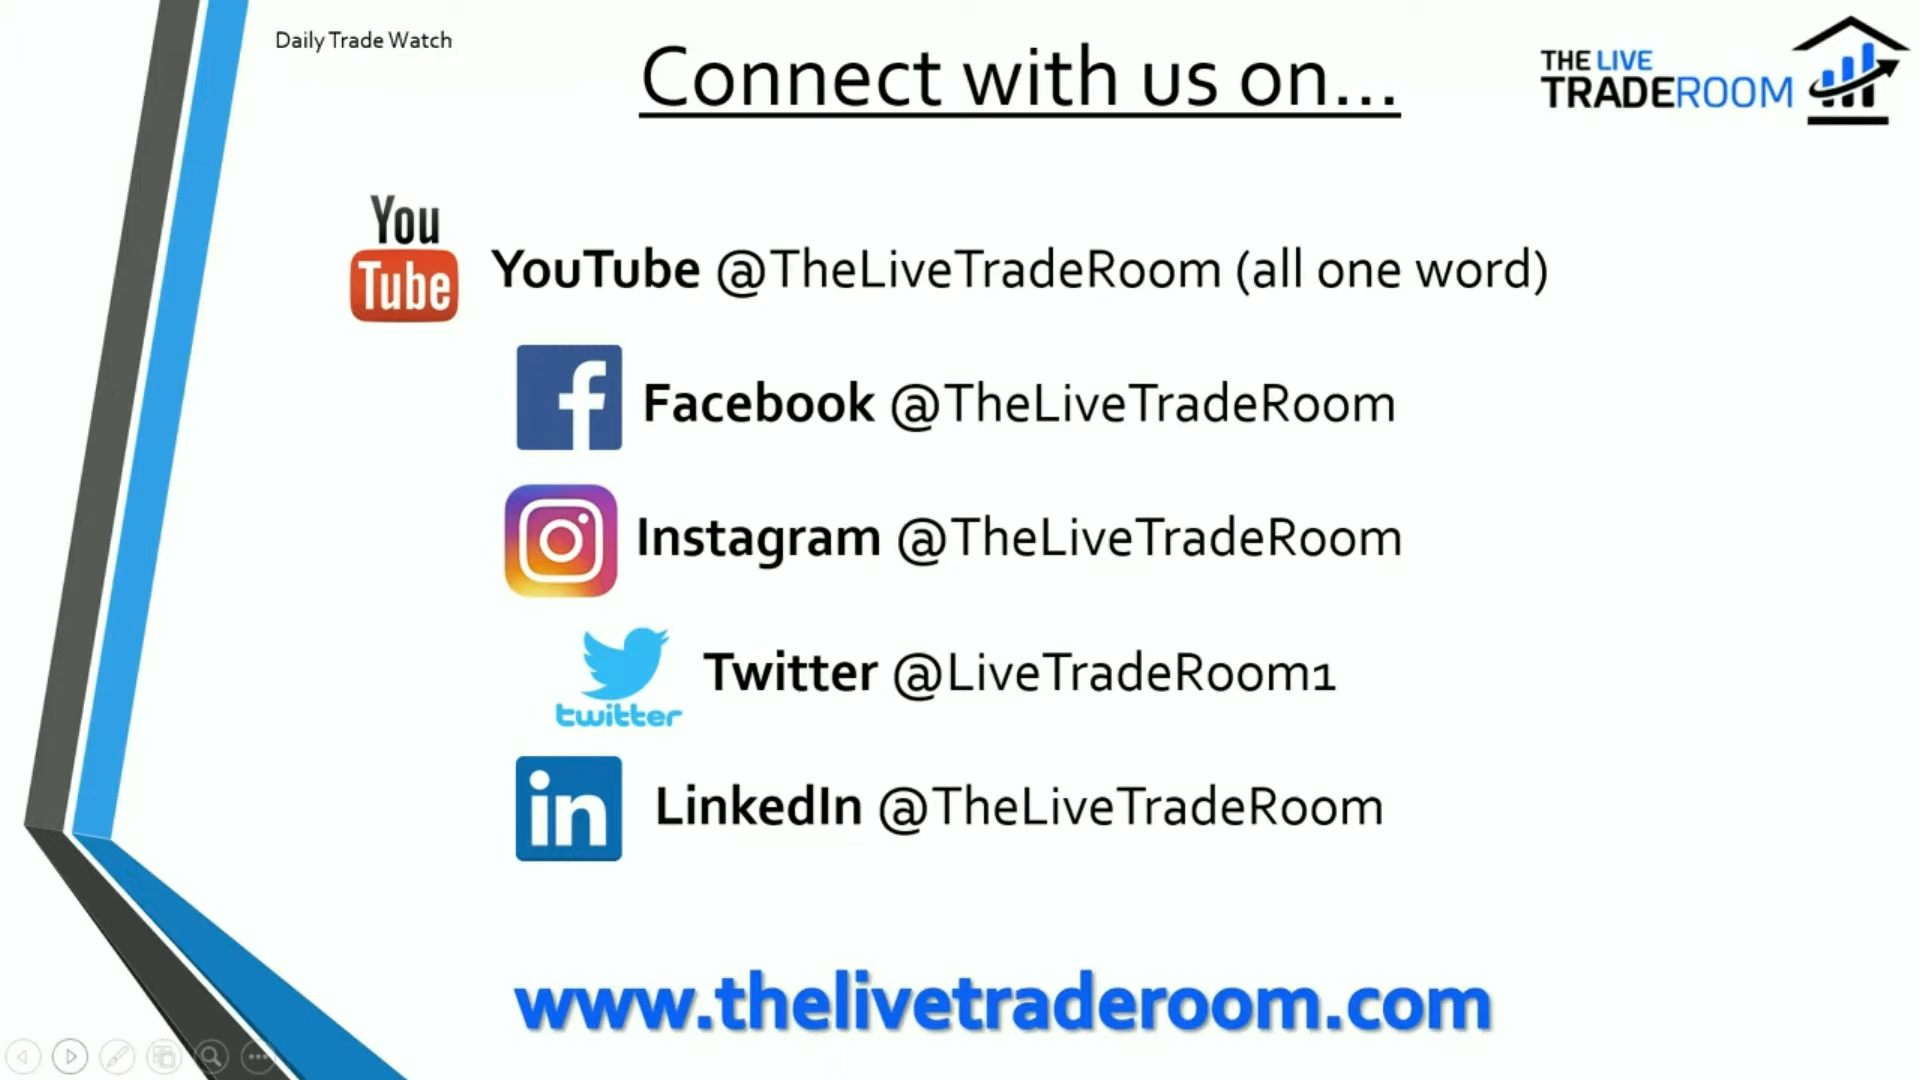 Daily Trade Watch
Connect with us on...
THE LIVE
TRADEROOM
You
Tube
YouTube @TheLiveTradeRoom (all one word)
f
Facebook @TheLiveTradeRoom
Instagram @TheLiveTradeRoom
Twitter @LiveTradeRoom1
twitter
in
LinkedIn @TheLiveTradeRoom
www.thelivetraderoom.com